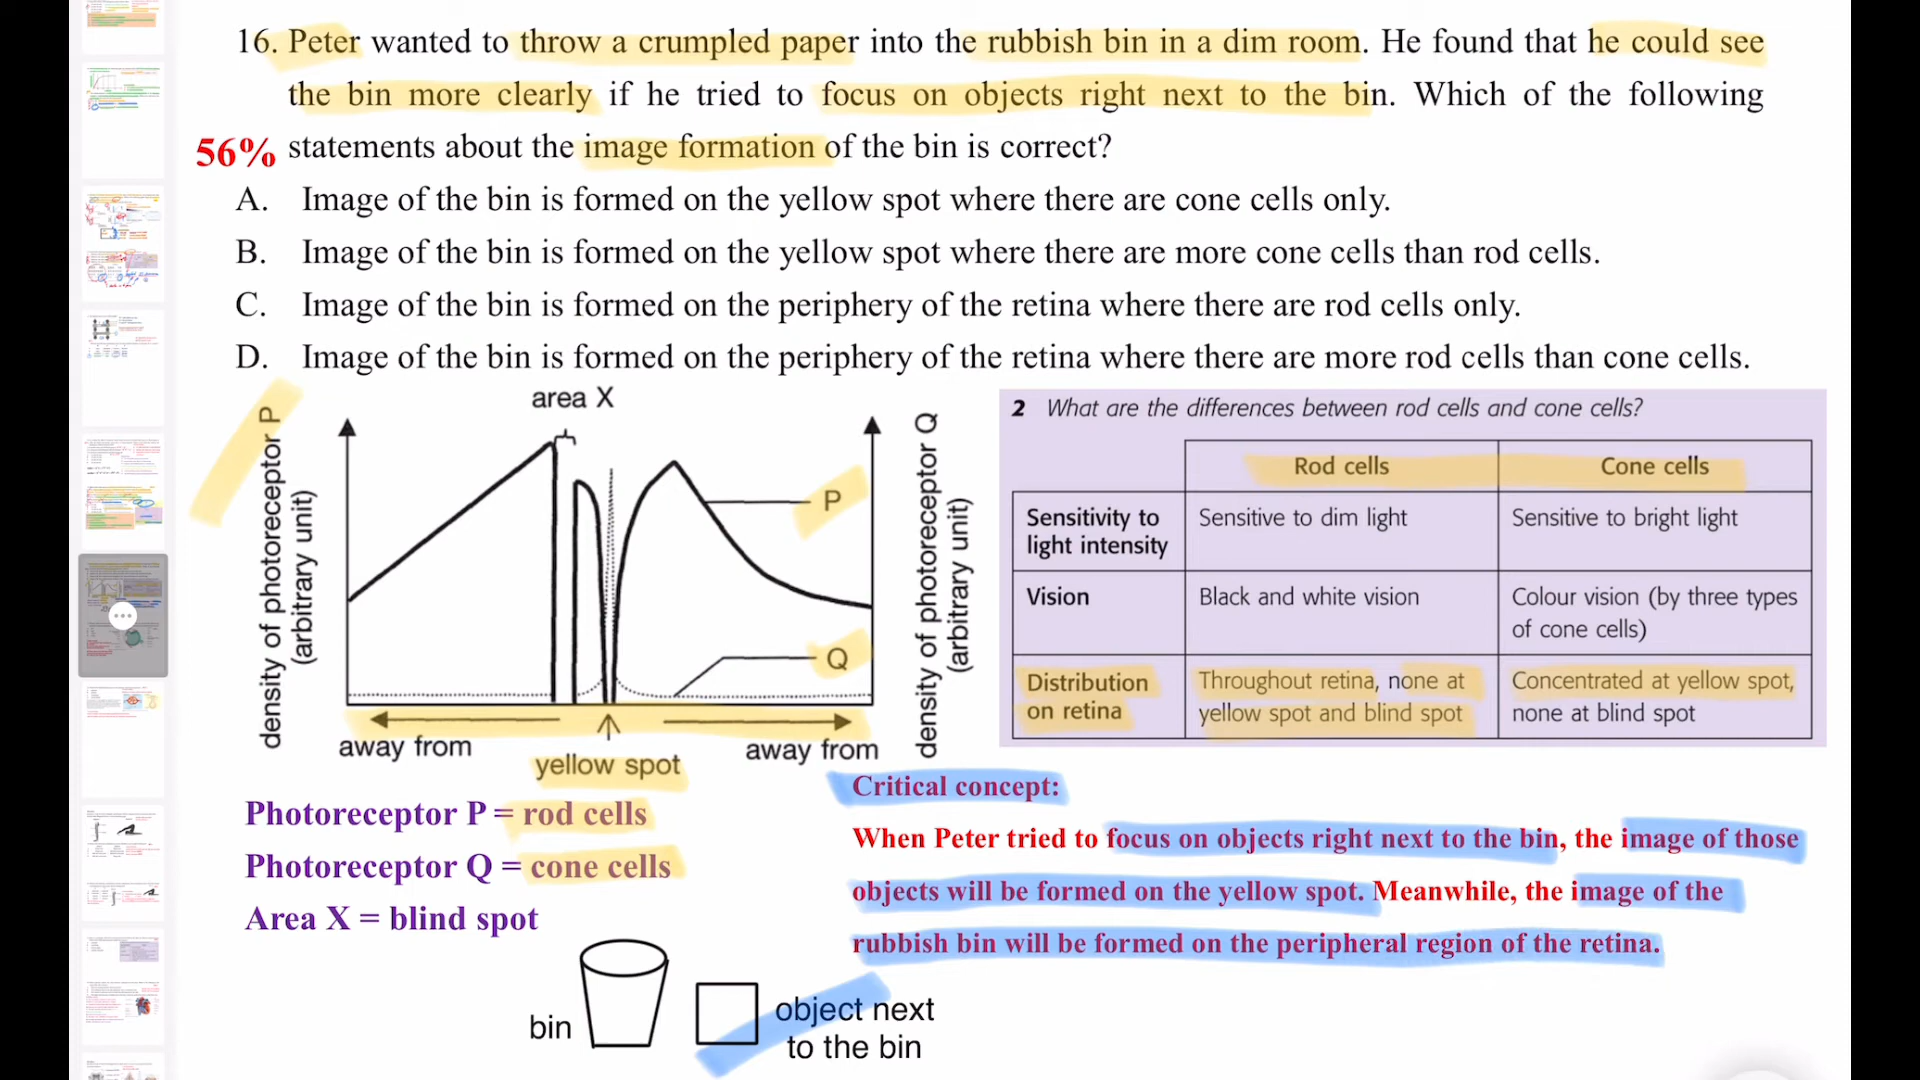 16. Peter wanted to throw a crumpled paper into the rubbish bin in a dim room. He found that he could see
the bin more clearly if he tried to focus on objects right next to the bin. Which of the following
56% statements about the image formation of the bin is correct?
A. Image of the bin is formed on the yellow spot where there are cone cells only.
B. Image of the bin is formed on the yellow spot where there are more cone cells than rod cells.
C. Image of the bin is formed on the periphery of the retina where there are rod cells only.
D. Image of the bin is formed on the periphery of the retina where there are more rod cells than cone cells.
area X
density of photoreceptor P
(arbitrary unit)
P
Q
density of photoreceptor Q
(arbitrary unit)
away from
yellow spot
away from
2 What are the differences between rod cells and cone cells?
Rod cells Cone cells
Sensitivity to
light intensity
Sensitive to dim light
Sensitive to bright light
Vision
Black and white vision
Colour vision (by three types
of cone cells)
Distribution
on retina
Throughout retina, none at
yellow spot and blind spot
Concentrated at yellow spot,
none at blind spot
Photoreceptor P = rod cells
Photoreceptor Q = cone cells
Area X = blind spot
Critical concept:
When Peter tried to focus on objects right next to the bin, the image of those
objects will be formed on the yellow spot. Meanwhile, the image of the
rubbish bin will be formed on the peripheral region of the retina.
bin
object next
to the bin